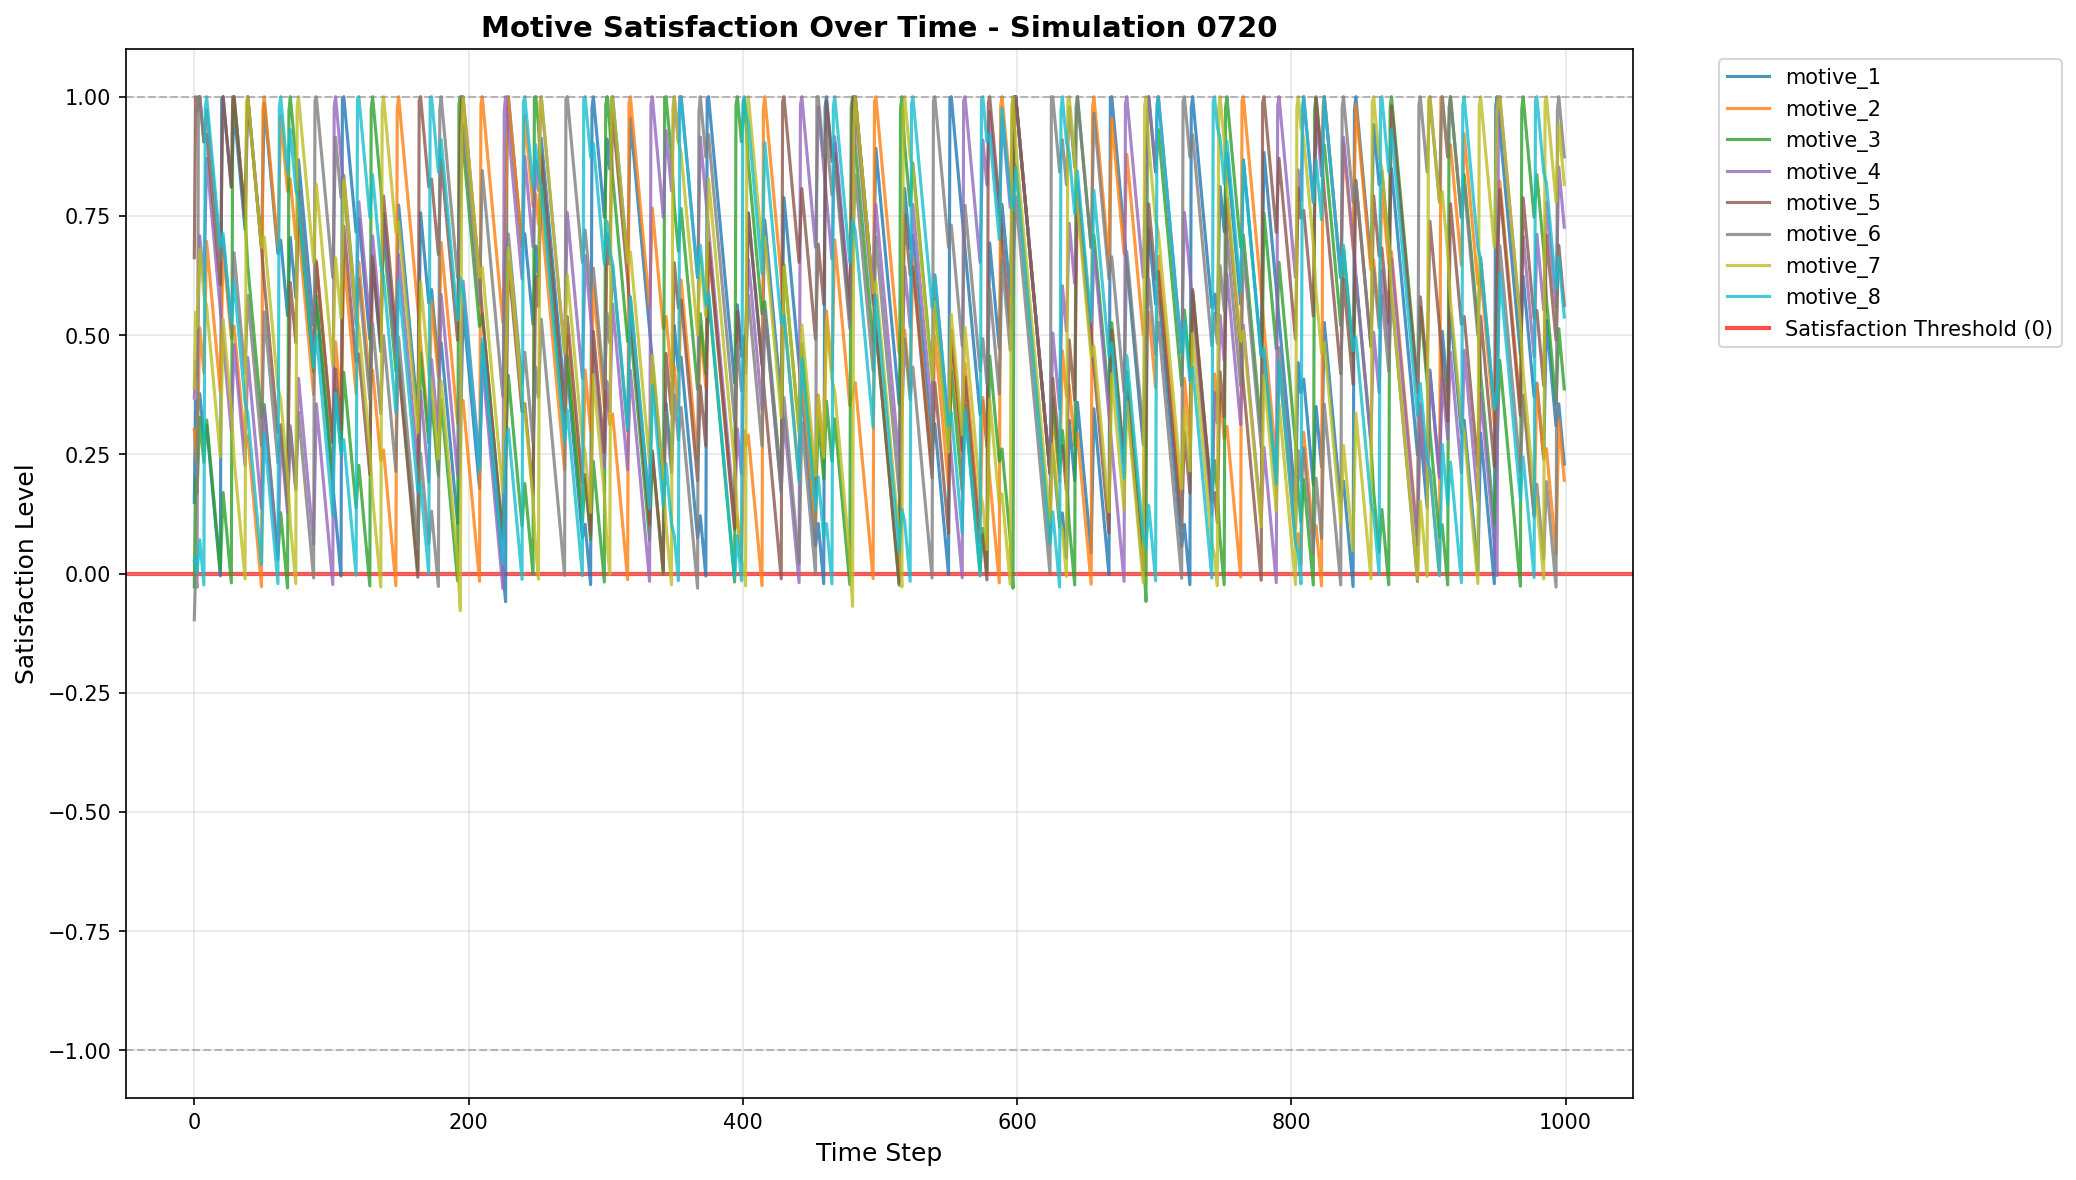 Motive Satisfaction Over Time - Simulation 0720
Satisfaction Level
1.00
0.75
0.50
0.25
0.00
−0.25
−0.50
−0.75
−1.00
0
200
400
600
800
1000
Time Step
motive_1
motive_2
motive_3
motive_4
motive_5
motive_6
motive_7
motive_8
Satisfaction Threshold (0)